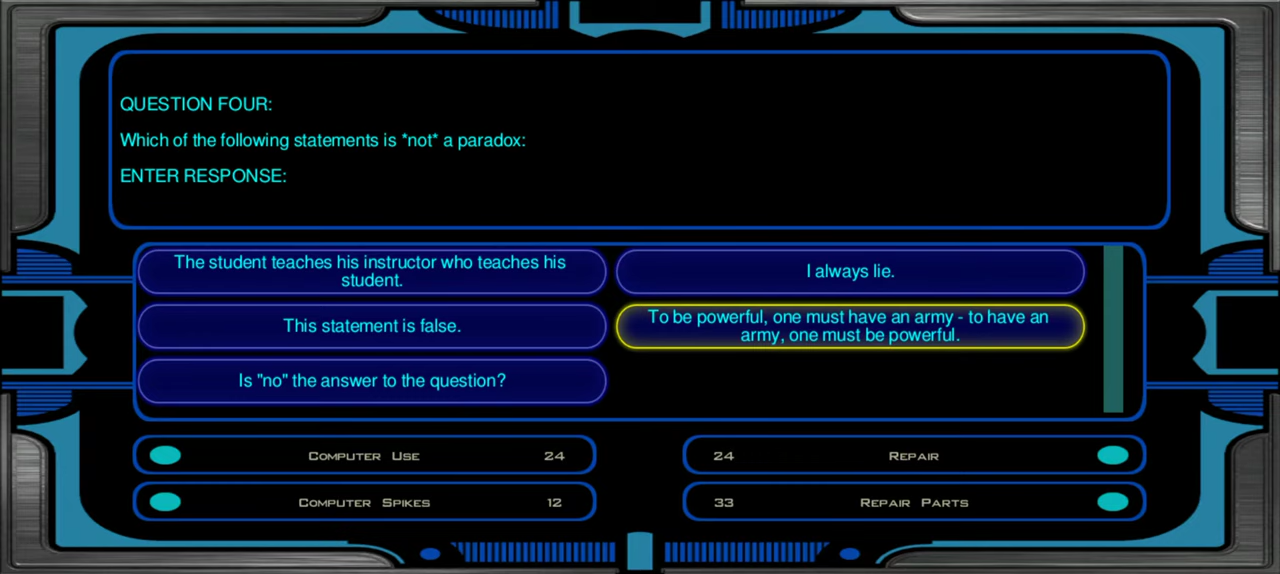 QUESTION FOUR:
Which of the following statements is *not* a paradox:
ENTER RESPONSE:
The student teaches his instructor who teaches his
student.
I always lie.
This statement is false.
To be powerful, one must have an army - to have an
army, one must be powerful.
Is "no" the answer to the question?
Computer Use 24
24 Repair
Computer Spikes 12
33 Repair Parts